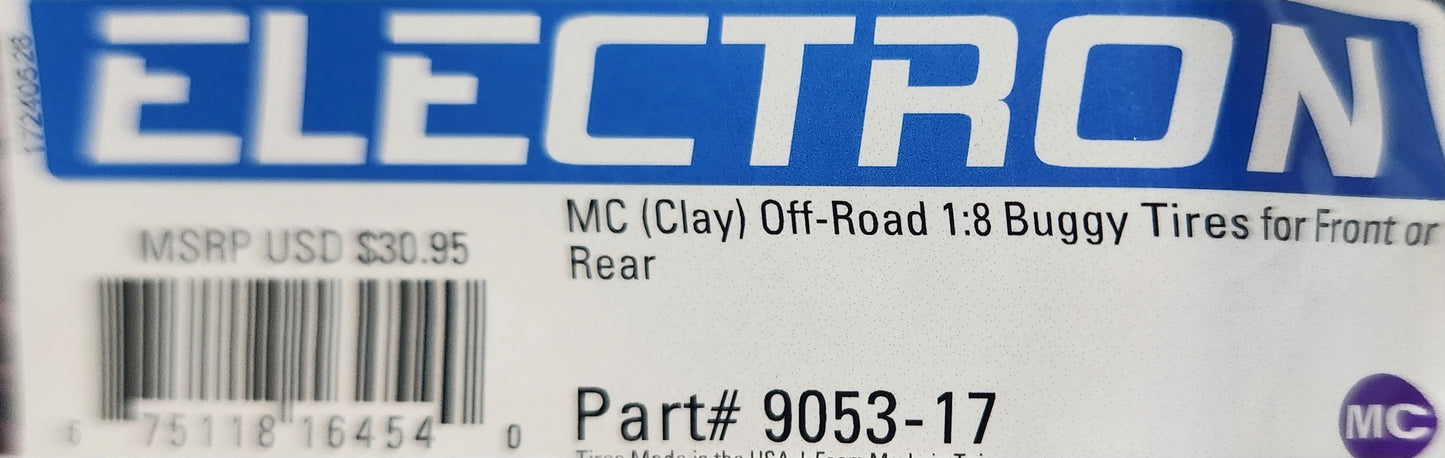 17240528
ELECTRON
MC (Clay) Off-Road 1:8 Buggy Tires for Front or
Rear
MSRP USD $30.95
6 75118 16454 0
Part# 9053-17
MC